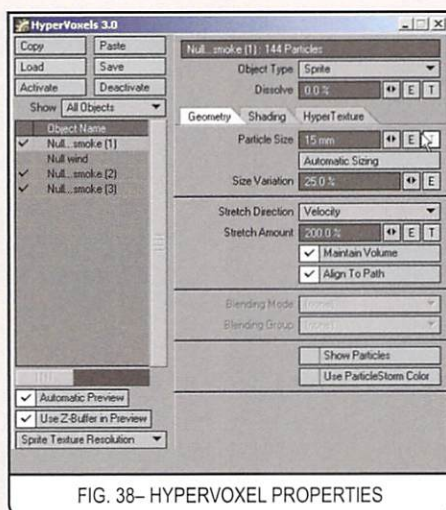 HyperVoxels 3.0
Copy Paste
Load Save
Activate Deactivate
Show All Objects
Object Name
Null...smoke (1)
Null wind
Null...smoke (2)
Null...smoke (3)
Automatic Preview
Use Z-Buffer in Preview
Sprite Texture Resolution
Null...smoke (1) : 144 Particles
Object Type Sprite
Dissolve 0.0 % E T
Geometry Shading HyperTexture
Particle Size 15 mm E
Automatic Sizing
Size Variation 25.0 % E
Stretch Direction Velocity
Stretch Amount 200.0 % E T
Maintain Volume
Align To Path
Blending Mode (none)
Blending Group (none)
Show Particles
Use ParticleStorm Color
FIG. 38– HYPERVOXEL PROPERTIES